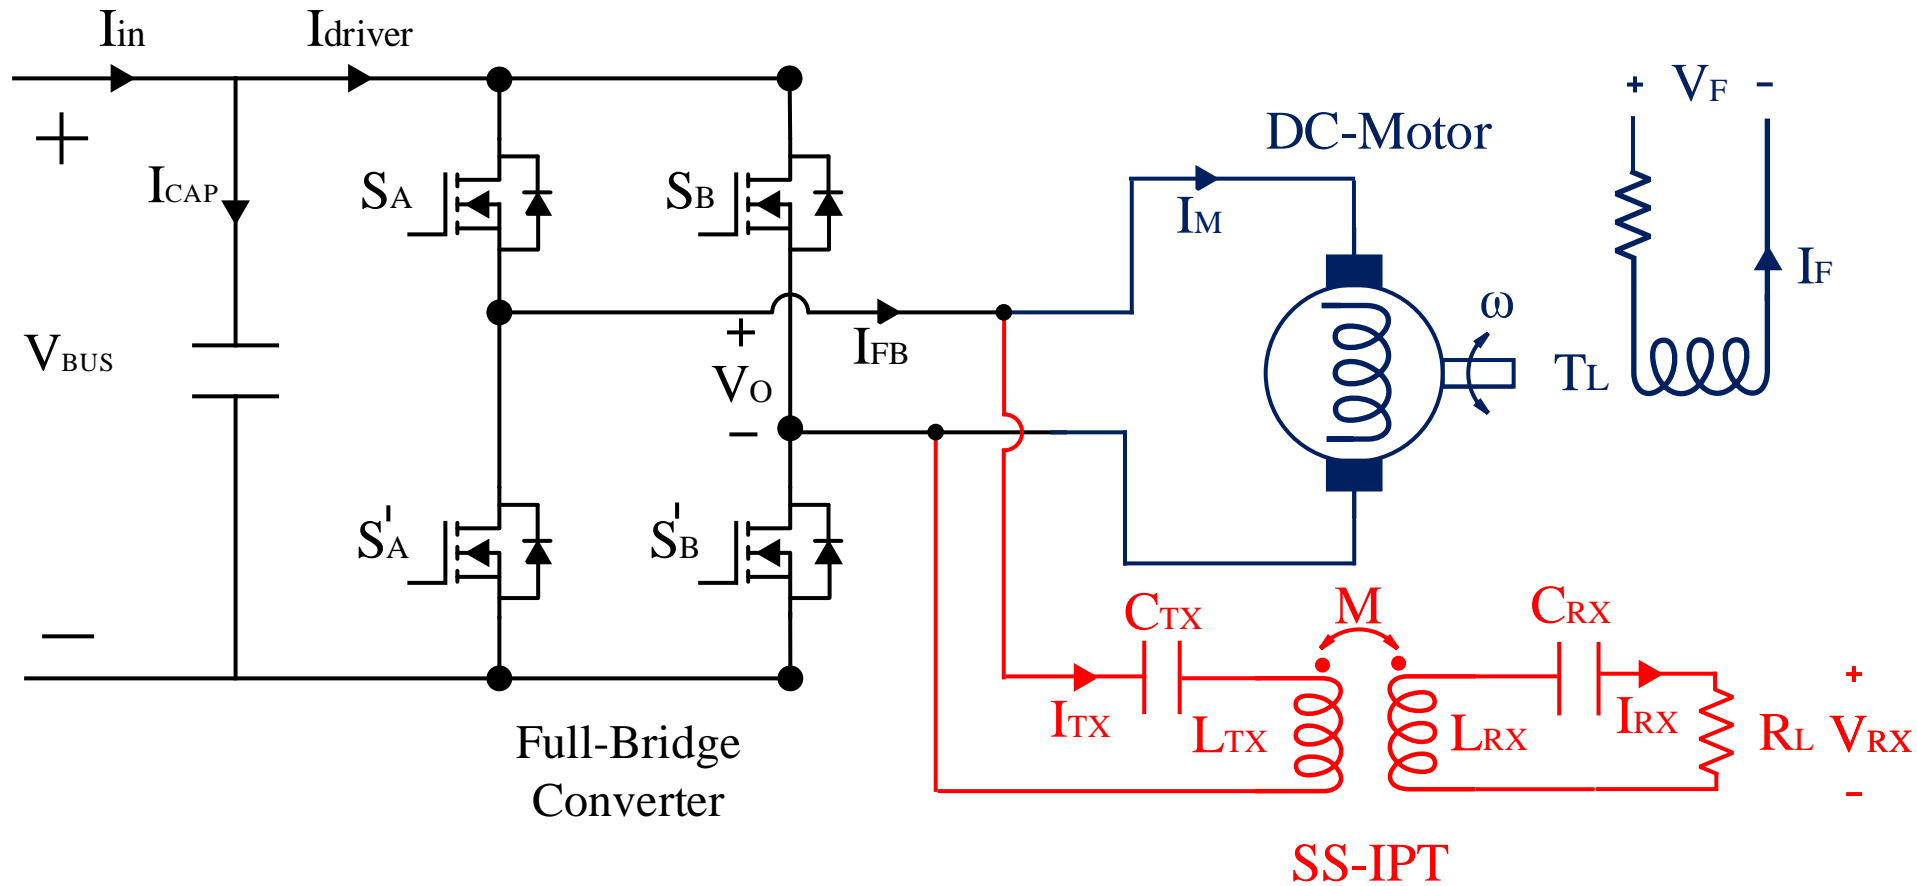 Iin
Idriver
+
ICAP
VBUS
SA
SB
S'A
S'B
+
VO
−
IFB
−
Full-Bridge
Converter
DC-Motor
IM
ω
TL
+ VF −
IF
CTX
M
CRX
ITX
LTX
LRX
IRX
RL
+
VRX
−
SS-IPT